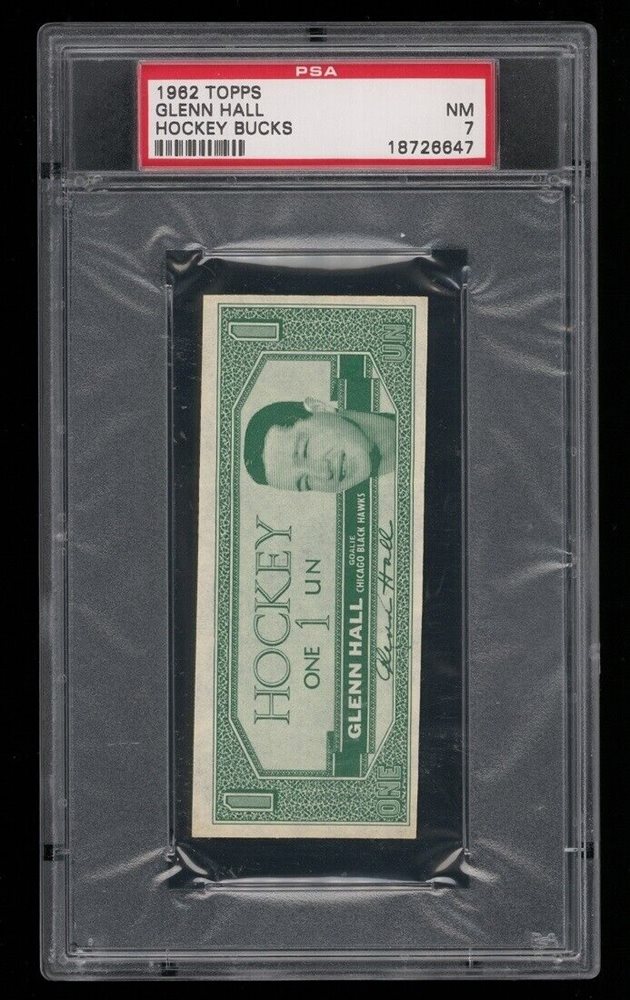 PSA
1962 TOPPS
GLENN HALL NM
HOCKEY BUCKS 7
18726647
1 UN
HOCKEY
ONE 1 UN
GOALIE
GLENN HALL CHICAGO BLACK HAWKS
Glenn Hall
1 ONE